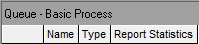 Queue - Basic Process
Name Type Report Statistics